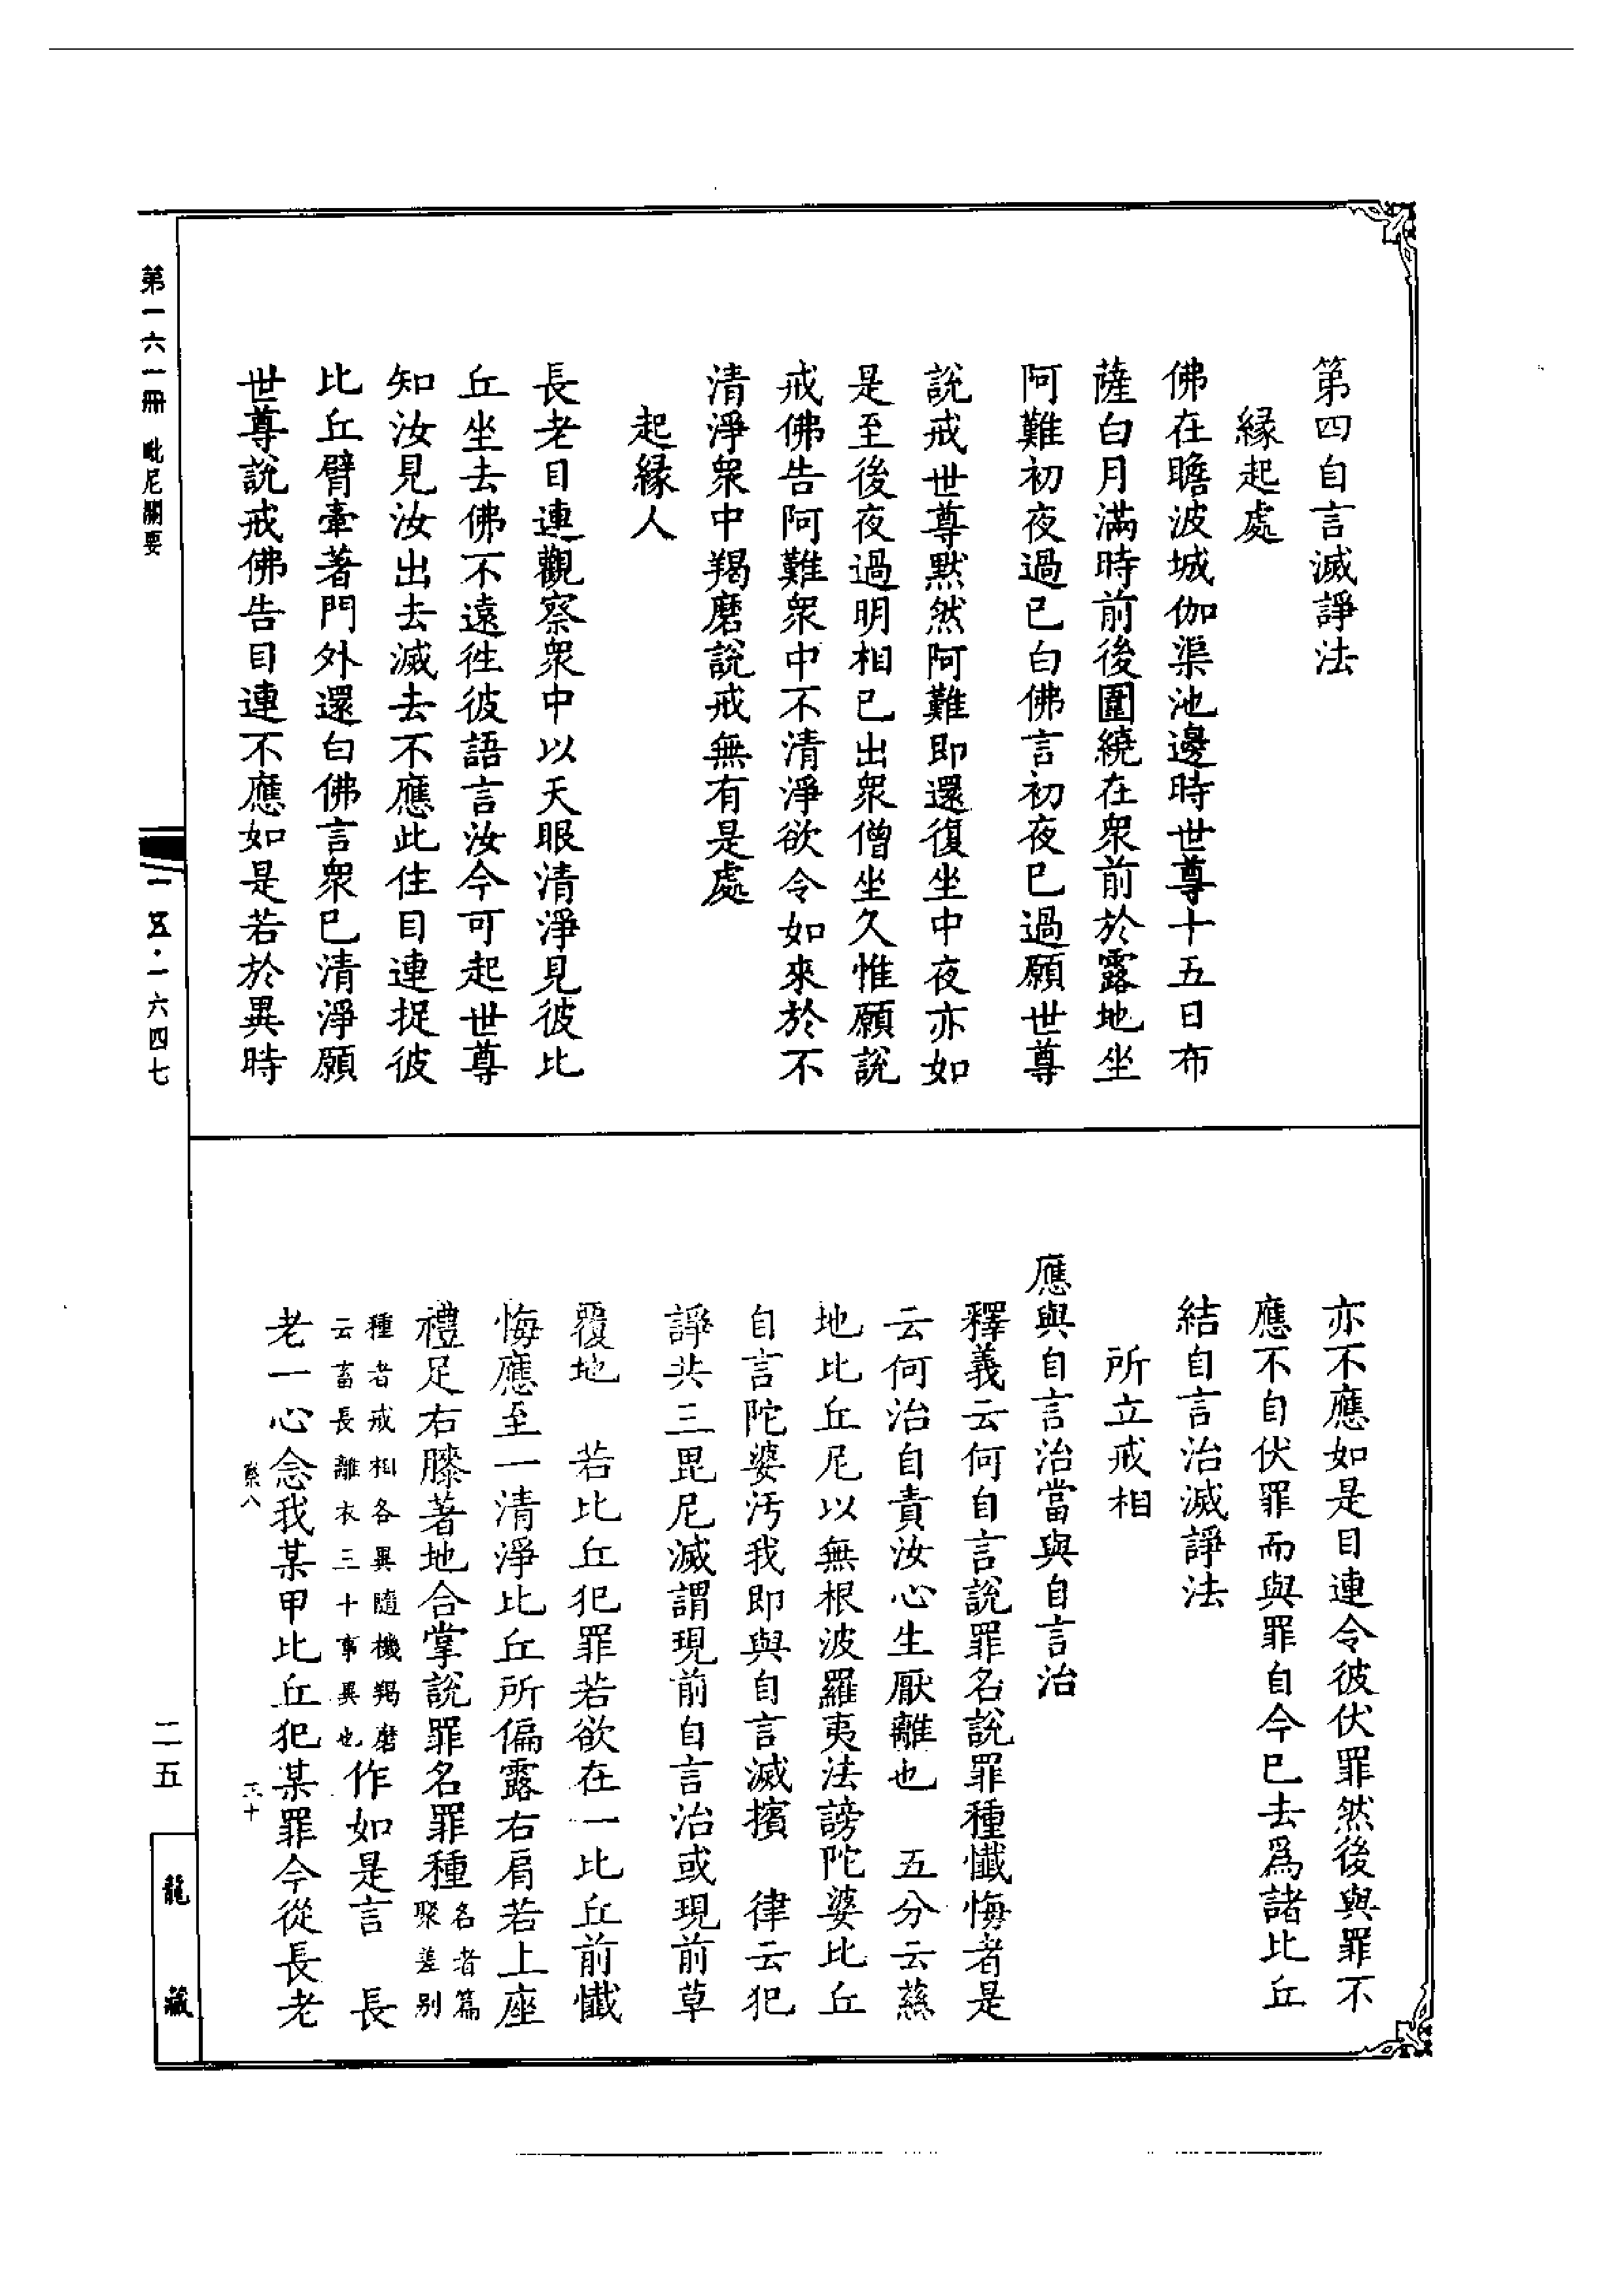 第四自言滅諍法
緣起處
佛在瞻波城伽渠池邊時世尊十五日布
薩白月滿時前後圍繞在衆前於露地坐
阿難初夜過已白佛言初夜已過願世尊
說戒世尊默然阿難即還復坐中夜亦如
是至後夜過明相已出衆僧坐久惟願說
戒佛告阿難衆中不清淨欲令如來於不
清淨衆中羯磨說戒無有是處
起緣人
長老目連觀察衆中以天眼清淨見彼比
丘坐去佛不遠往彼語言汝今可起世尊
知汝見汝出去滅去不應此住目連捉彼
比丘臂牽著門外還白佛言衆已清淨願
世尊說戒佛告目連不應如是若於異時
亦不應如是目連令彼伏罪然後與罪不
應不自伏罪而與罪自今已去爲諸比丘
結自言治滅諍法
所立戒相
應與自言治當與自言治
釋義云何自言說罪名說罪種懺悔者是
云何治自責汝心生厭離也 五分云慈
地比丘尼以無根波羅夷法謗陀婆比丘
自言陀婆汚我即與自言滅擯 律云犯
諍共三毘尼滅謂現前自言治或現前草
覆地 若比丘犯罪若欲在一比丘前懺
悔應至一清淨比丘所偏露右肩若上座
禮足右膝著地合掌說罪名罪種名者篇聚差別
種者戒相各異隨機羯磨云畜長離衣三十事異也作如是言 長
老一心念我某甲比丘犯某罪今從長老
第一六一冊 毗尼關要
一五·一六四七
二五
龍藏